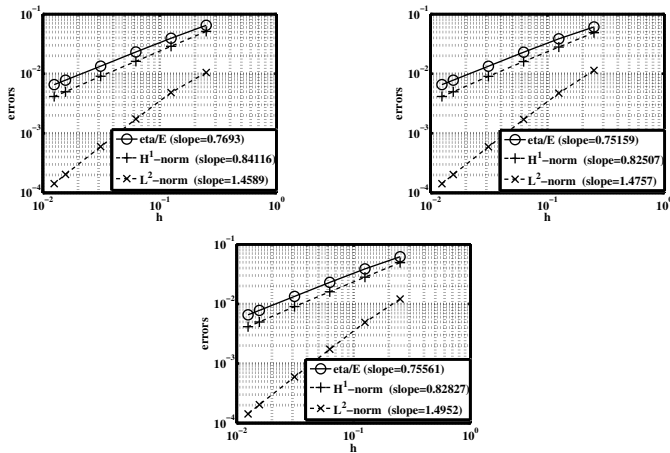 10⁻¹
10⁻²
10⁻³
10⁻⁴
errors
eta/E (slope=0.7693)
H¹−norm (slope=0.84116)
L²−norm (slope=1.4589)
10⁻² 10⁻¹ 10⁰
h
10⁻¹
10⁻²
10⁻³
10⁻⁴
errors
eta/E (slope=0.75159)
H¹−norm (slope=0.82507)
L²−norm (slope=1.4757)
10⁻² 10⁻¹ 10⁰
h
10⁻¹
10⁻²
10⁻³
10⁻⁴
errors
eta/E (slope=0.75561)
H¹−norm (slope=0.82827)
L²−norm (slope=1.4952)
10⁻² 10⁻¹ 10⁰
h